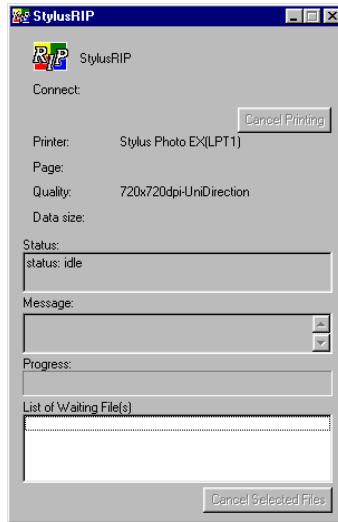 StylusRIP
RIP StylusRIP
Connect:
Cancel Printing
Printer: Stylus Photo EX(LPT1)
Page:
Quality: 720x720dpi-UniDirection
Data size:
Status:
status: idle
Message:
Progress:
List of Waiting File(s)
Cancel Selected Files